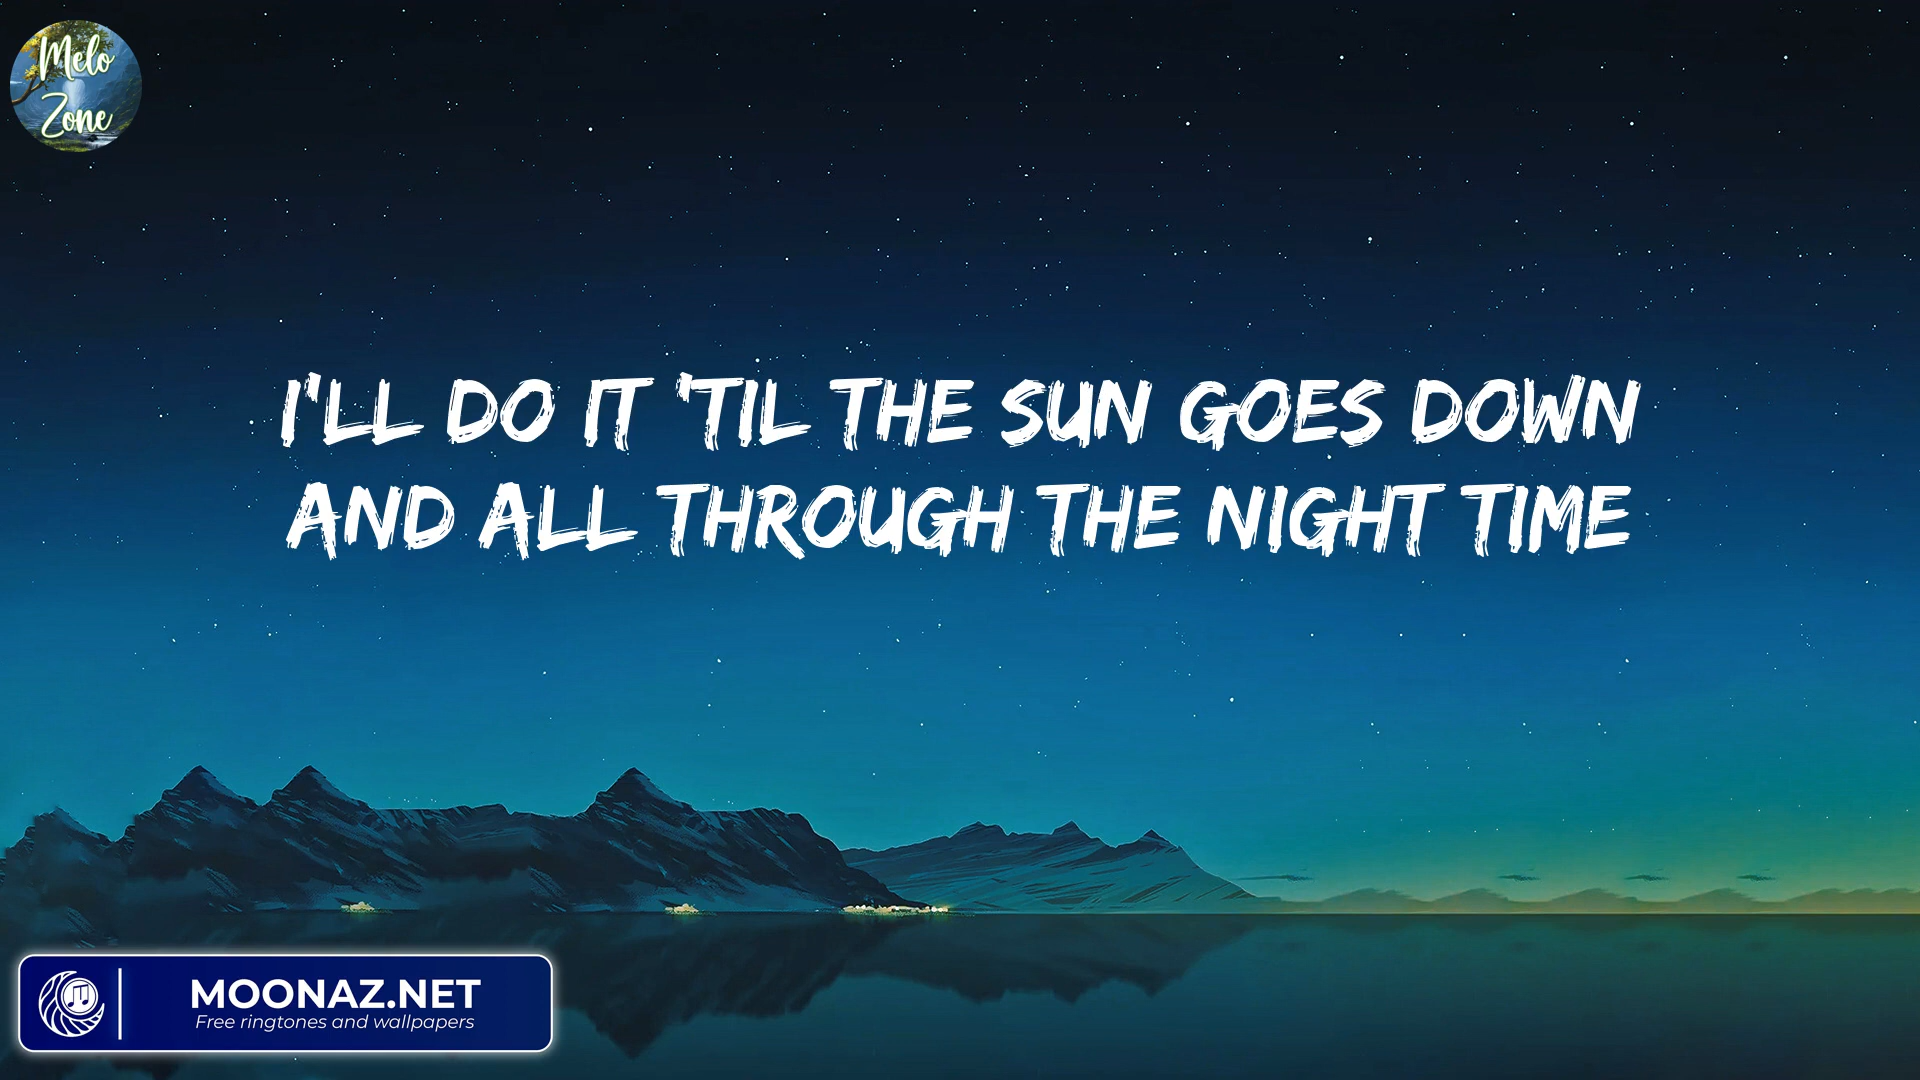 Melo
Zone
I'LL DO IT 'TIL THE SUN GOES DOWN
AND ALL THROUGH THE NIGHT TIME
MOONAZ.NET
Free ringtones and wallpapers